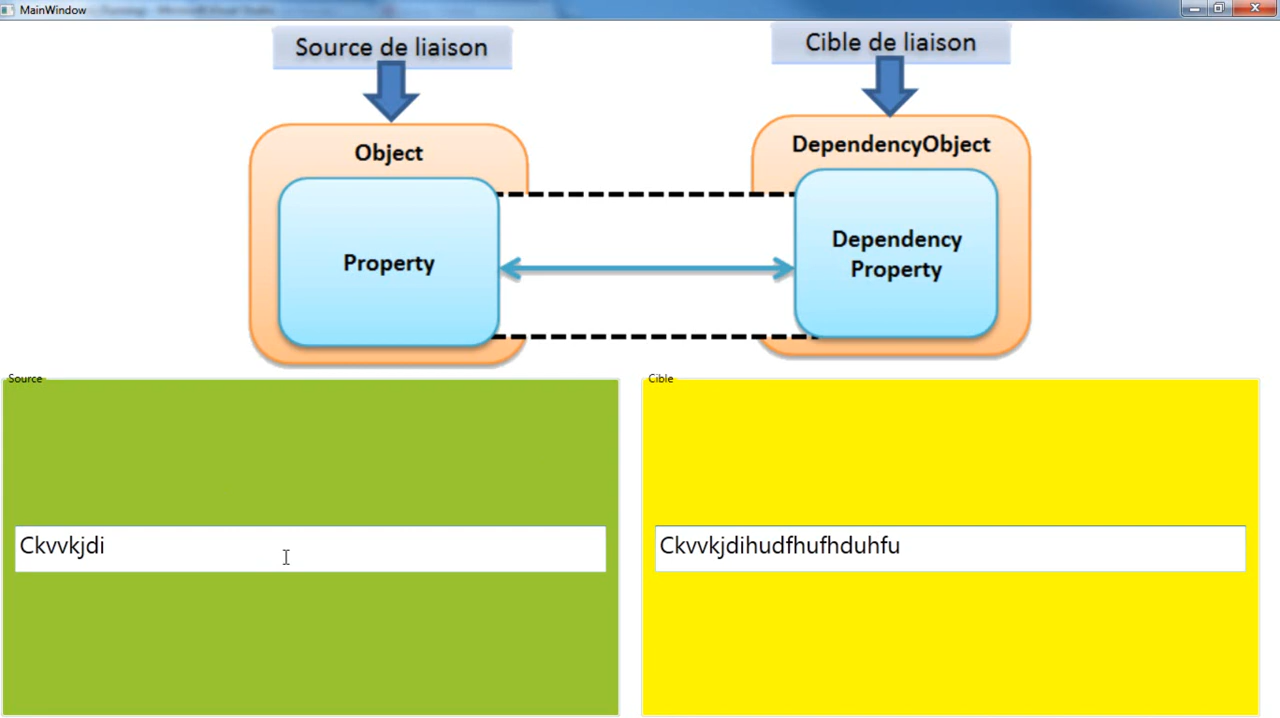 MainWindow
Source de liaison
Cible de liaison
Object
DependencyObject
Property
Dependency
Property
Source
Cible
Ckvvkjdi
Ckvvkjdihudfhufhduhfu